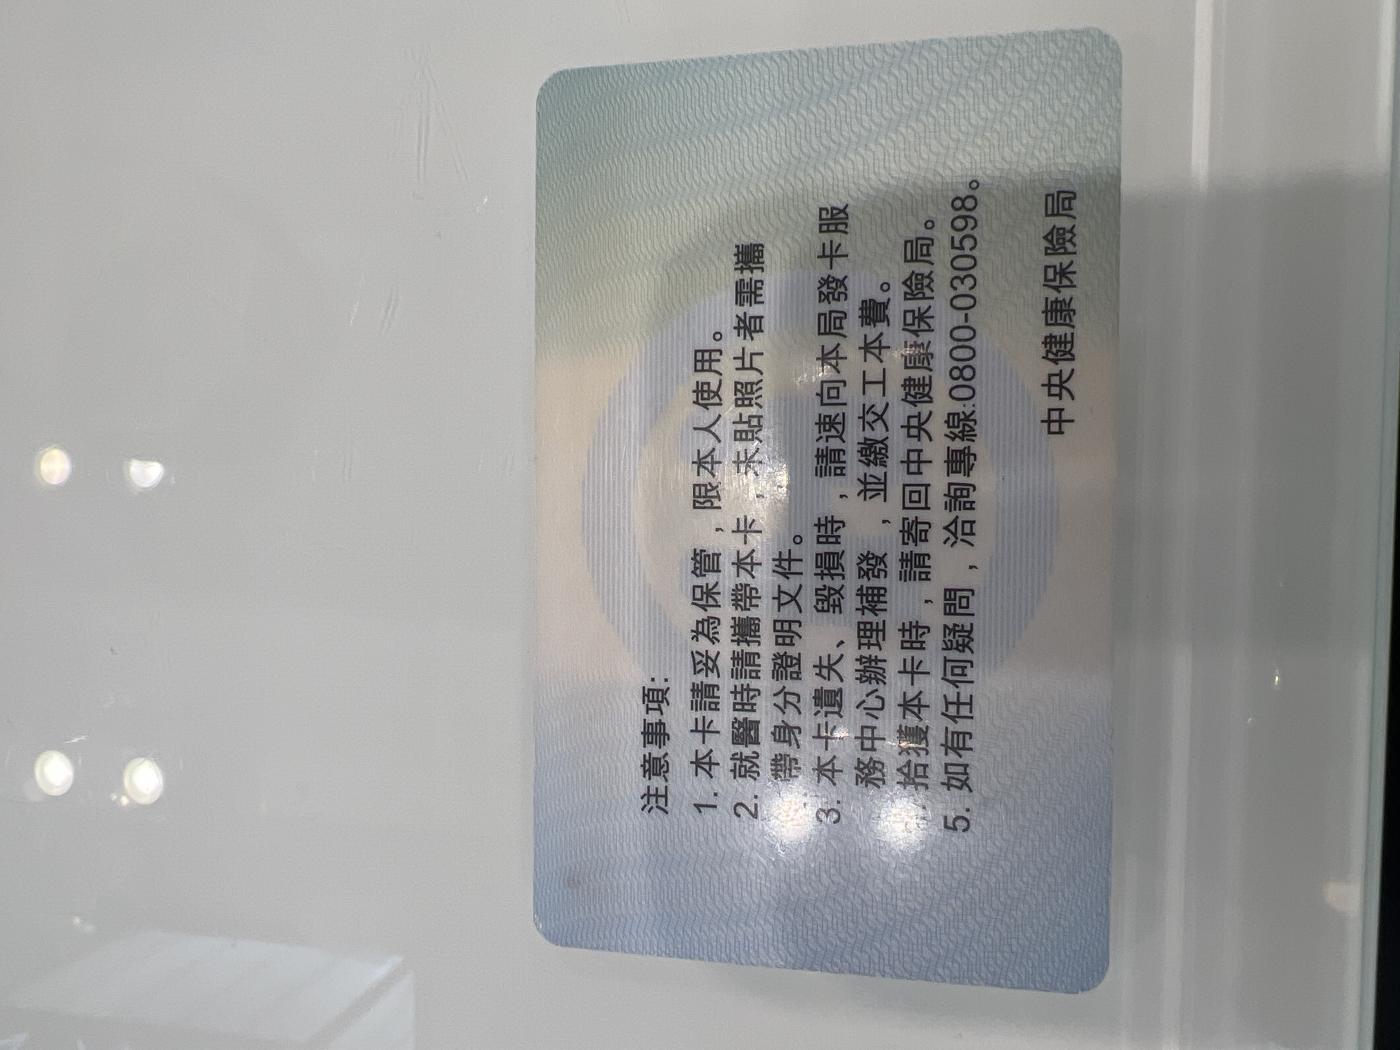 注意事項:
1. 本卡請妥為保管，限本人使用。
2. 就醫時請攜帶本卡，未貼照片者需攜
帶身分證明文件。
3. 本卡遺失、毀損時，請速向本局發卡服
務中心辦理補發，並繳交工本費。
拾獲本卡時，請寄回中央健康保險局。
5. 如有任何疑問，洽詢專線:0800-030598。
中央健康保險局